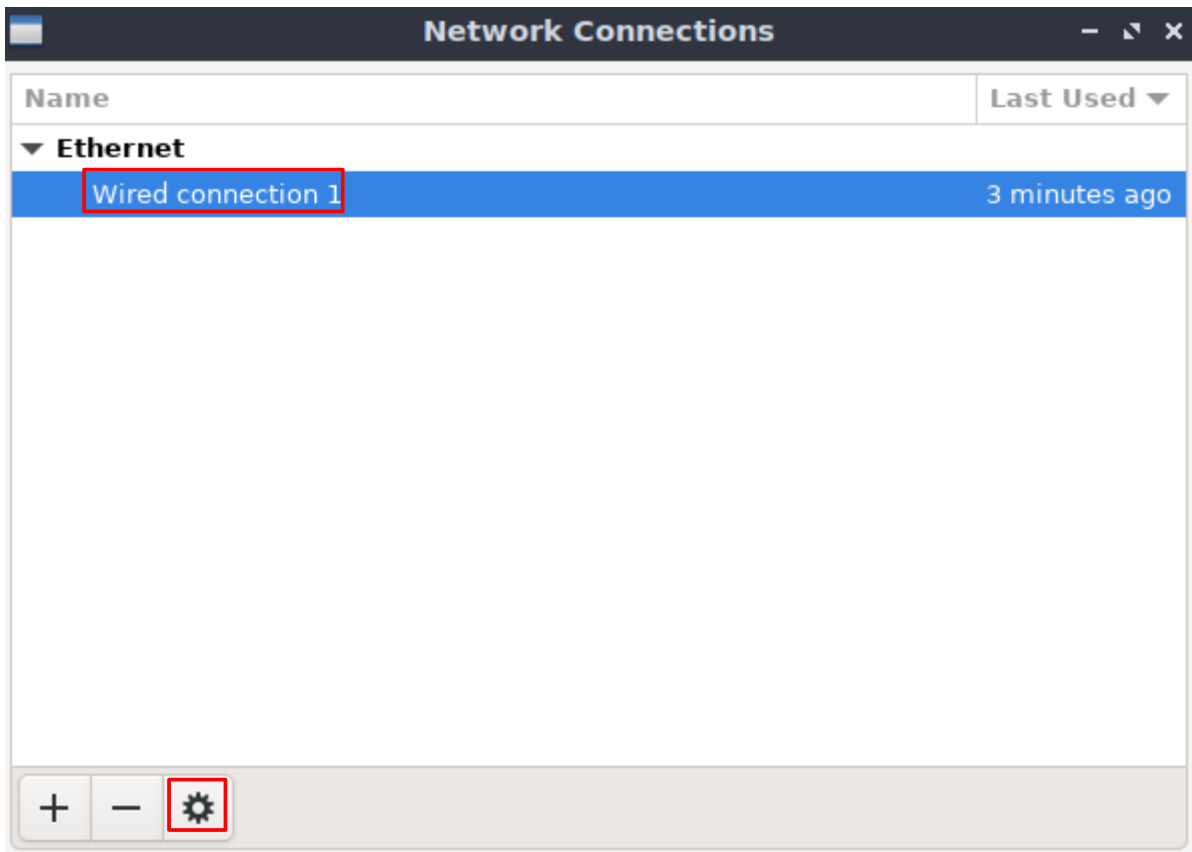 Network Connections
Name Last Used
Ethernet
Wired connection 1 3 minutes ago